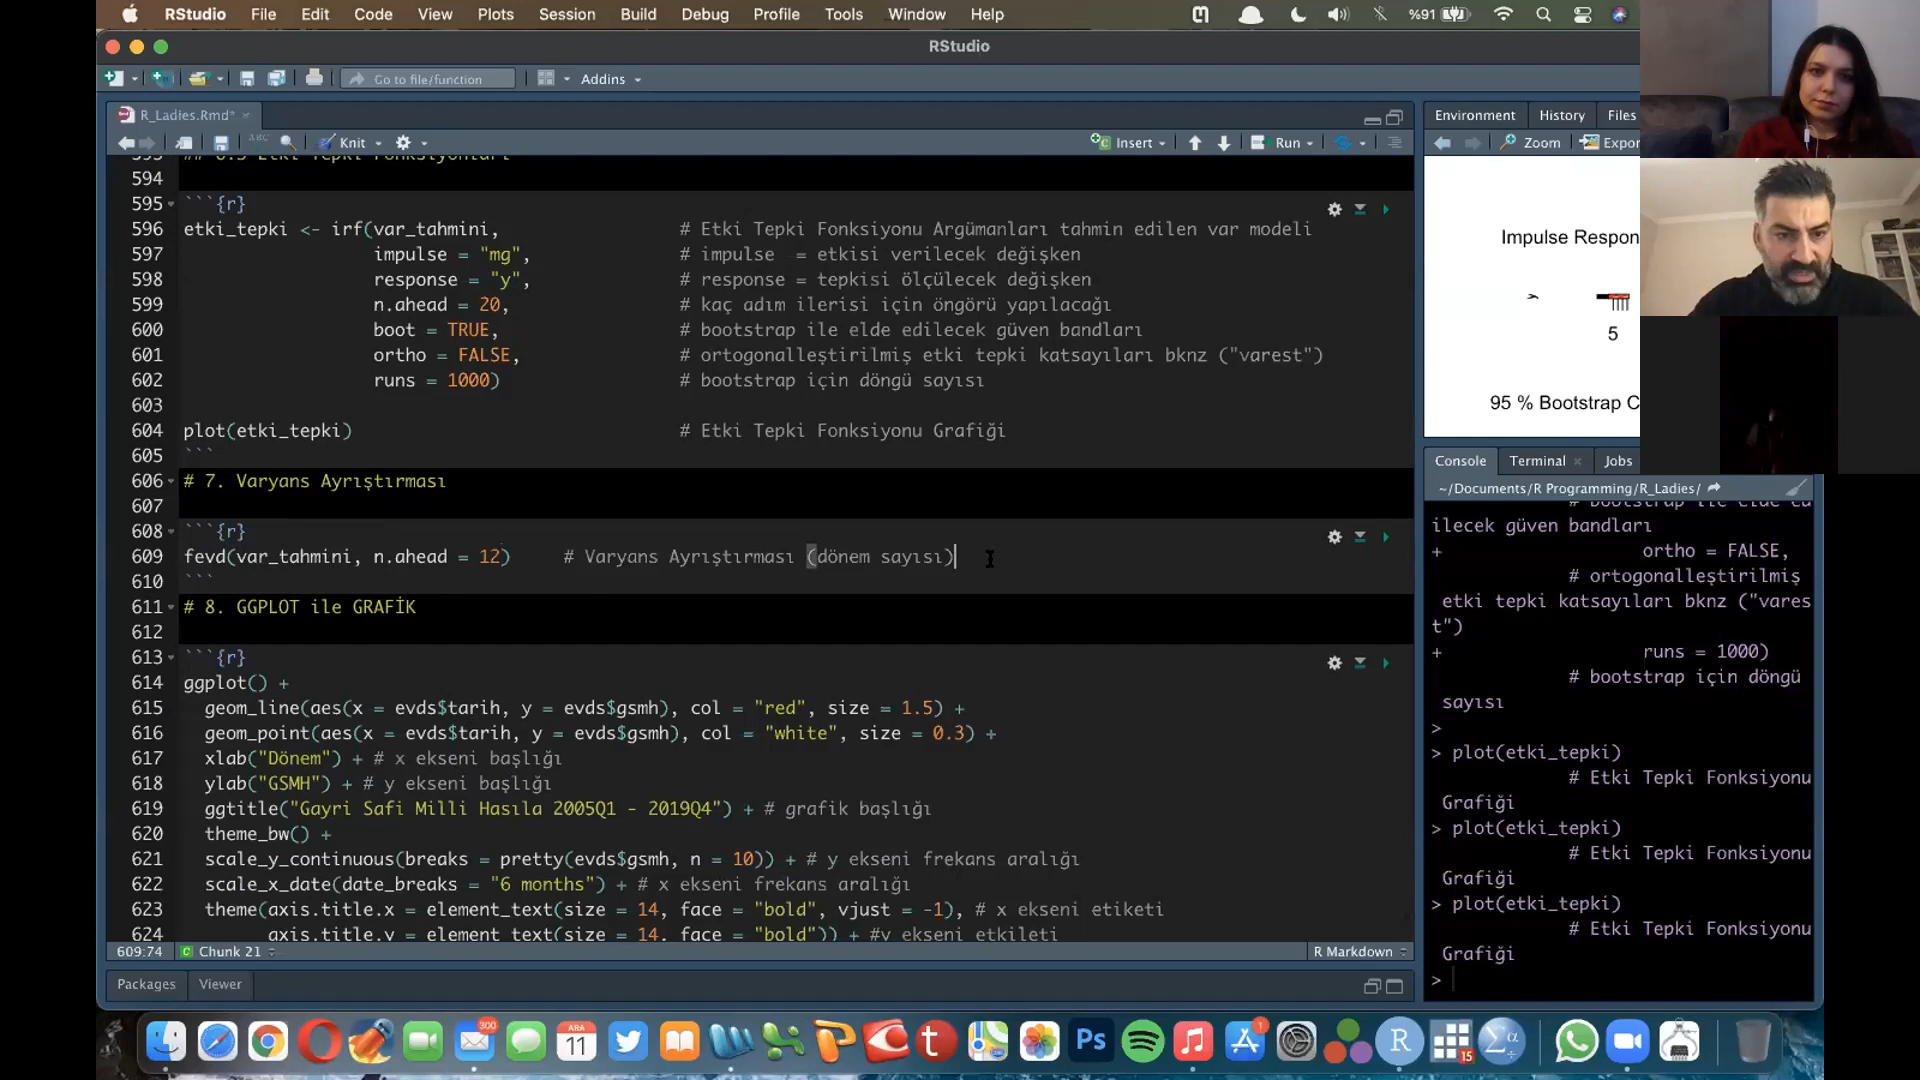 RStudio File Edit Code View Plots Session Build Debug Profile Tools Window Help %91
RStudio
Go to file/function Addins
R_Ladies.Rmd*
Knit Insert Run
594
595 ```{r}
596 etki_tepki <- irf(var_tahmini, # Etki Tepki Fonksiyonu Argümanları tahmin edilen var modeli
597 impulse = "mg", # impulse = etkisi verilecek değişken
598 response = "y", # response = tepkisi ölçülecek değişken
599 n.ahead = 20, # kaç adım ilerisi için öngörü yapılacağı
600 boot = TRUE, # bootstrap ile elde edilecek güven bandları
601 ortho = FALSE, # ortogonalleştirilmiş etki tepki katsayıları bknz ("varest")
602 runs = 1000) # bootstrap için döngü sayısı
603
604 plot(etki_tepki) # Etki Tepki Fonksiyonu Grafiği
605 ```
606 # 7. Varyans Ayrıştırması
607
608 ```{r}
609 fevd(var_tahmini, n.ahead = 12) # Varyans Ayrıştırması (dönem sayısı)
610 ```
611 # 8. GGPLOT ile GRAFİK
612
613 ```{r}
614 ggplot() +
615 geom_line(aes(x = evds$tarih, y = evds$gsmh), col = "red", size = 1.5) +
616 geom_point(aes(x = evds$tarih, y = evds$gsmh), col = "white", size = 0.3) +
617 xlab("Dönem") + # x ekseni başlığı
618 ylab("GSMH") + # y ekseni başlığı
619 ggtitle("Gayri Safi Milli Hasıla 2005Q1 - 2019Q4") + # grafik başlığı
620 theme_bw() +
621 scale_y_continuous(breaks = pretty(evds$gsmh, n = 10)) + # y ekseni frekans aralığı
622 scale_x_date(date_breaks = "6 months") + # x ekseni frekans aralığı
623 theme(axis.title.x = element_text(size = 14, face = "bold", vjust = -1), # x ekseni etiketi
624 axis.title.y = element_text(size = 14, face = "bold")) + #y ekseni etkileti
609:74 Chunk 21 R Markdown
Packages Viewer
Environment History Files
Zoom Expor
Impulse Respon
5
95 % Bootstrap C
Console Terminal Jobs
~/Documents/R Programming/R_Ladies/
ilecek güven bandları
+ ortho = FALSE,
# ortogonalleştirilmiş
etki tepki katsayıları bknz ("vares
t")
+ runs = 1000)
# bootstrap için döngü
sayısı
>
> plot(etki_tepki)
# Etki Tepki Fonksiyonu
Grafiği
> plot(etki_tepki)
# Etki Tepki Fonksiyonu
Grafiği
> plot(etki_tepki)
# Etki Tepki Fonksiyonu
Grafiği
>
300
ARA
11
Ps
1
R
15